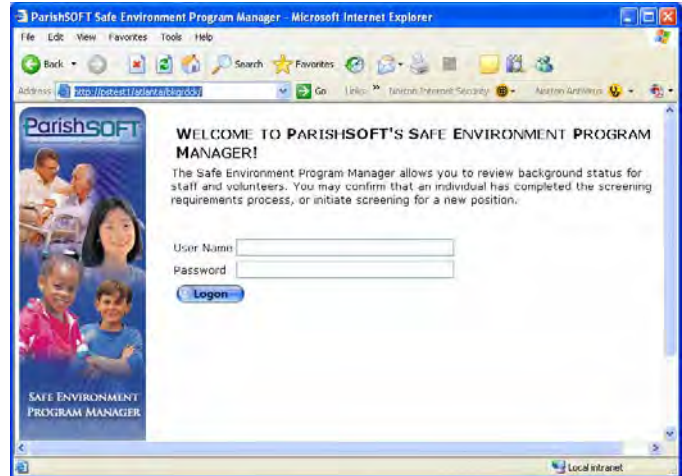 ParishSOFT Safe Environment Program Manager - Microsoft Internet Explorer
File Edit View Favorites Tools Help
Back Search Favorites
Address http://pstest1/atlanta/bkgrdck/ Go Links » Norton Internet Security Norton AntiVirus
ParishSOFT
WELCOME TO PARISHSOFT'S SAFE ENVIRONMENT PROGRAM
MANAGER!
The Safe Environment Program Manager allows you to review background status for
staff and volunteers. You may confirm that an individual has completed the screening
requirements process, or initiate screening for a new position.
User Name
Password
Logon
SAFE ENVIRONMENT
PROGRAM MANAGER
Local intranet